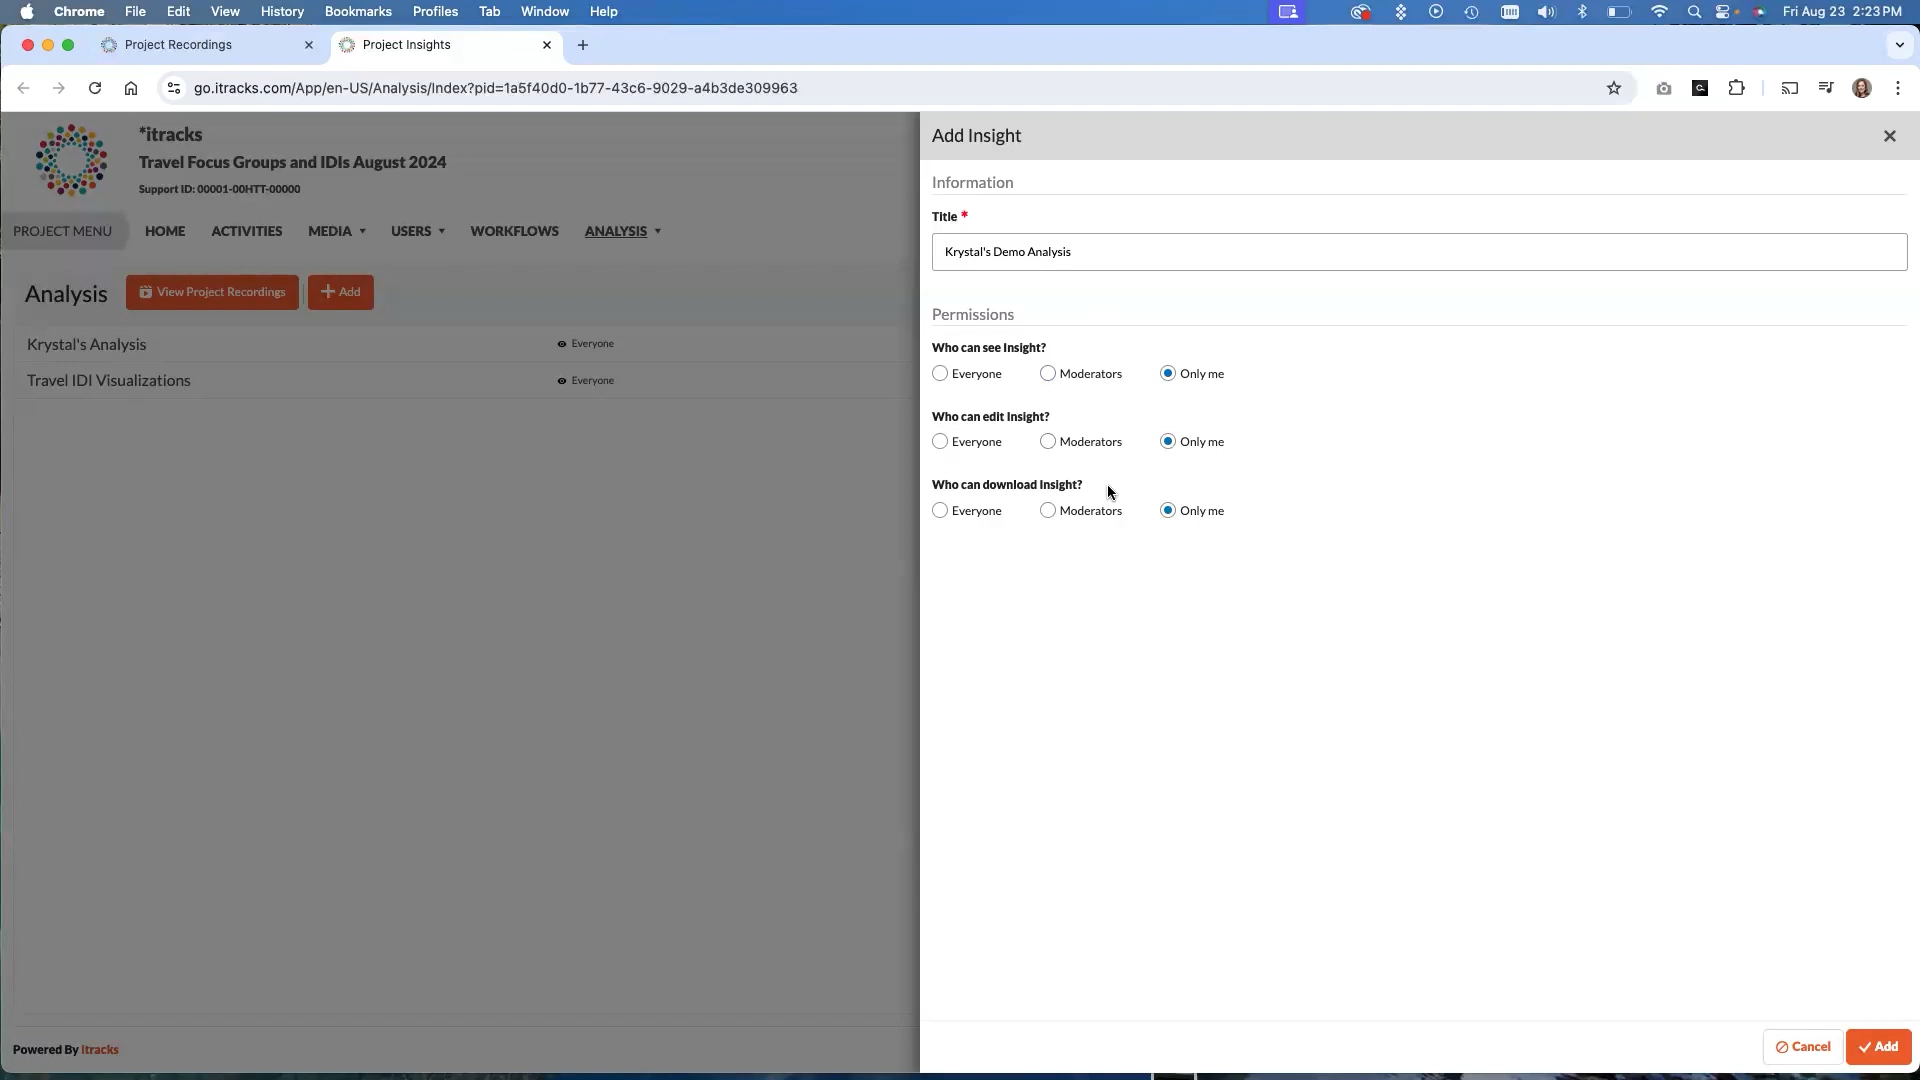 Chrome File Edit View History Bookmarks Profiles Tab Window Help Fri Aug 23 2:23 PM
Project Recordings Project Insights
go.itracks.com/App/en-US/Analysis/Index?pid=1a5f40d0-1b77-43c6-9029-a4b3de309963
*itracks
Travel Focus Groups and IDIs August 2024
Support ID: 00001-00HTT-00000
PROJECT MENU HOME ACTIVITIES MEDIA USERS WORKFLOWS ANALYSIS
Analysis View Project Recordings Add
Krystal's Analysis Everyone
Travel IDI Visualizations Everyone
Powered By itracks
Add Insight
Information
Title *
Krystal's Demo Analysis
Permissions
Who can see Insight?
Everyone Moderators Only me
Who can edit Insight?
Everyone Moderators Only me
Who can download Insight?
Everyone Moderators Only me
Cancel Add